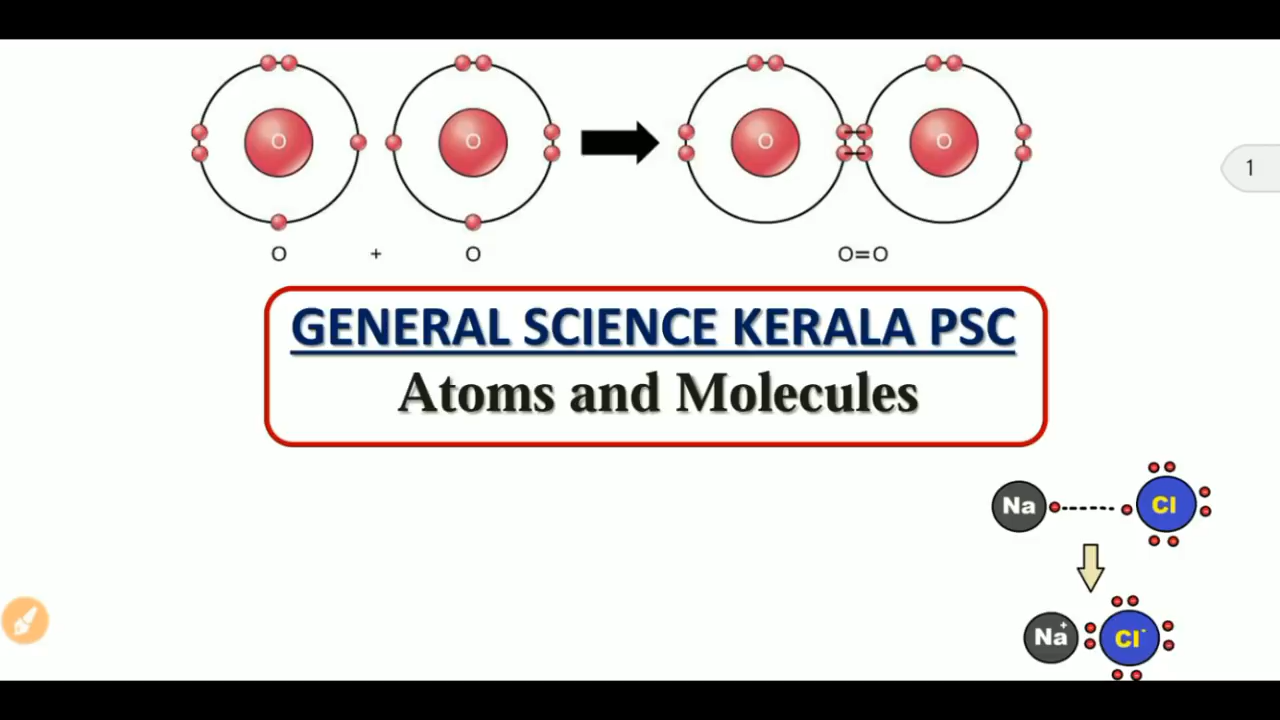 O O O O
1
O + O O=O
GENERAL SCIENCE KERALA PSC
Atoms and Molecules
Na Cl
Na+ Cl-